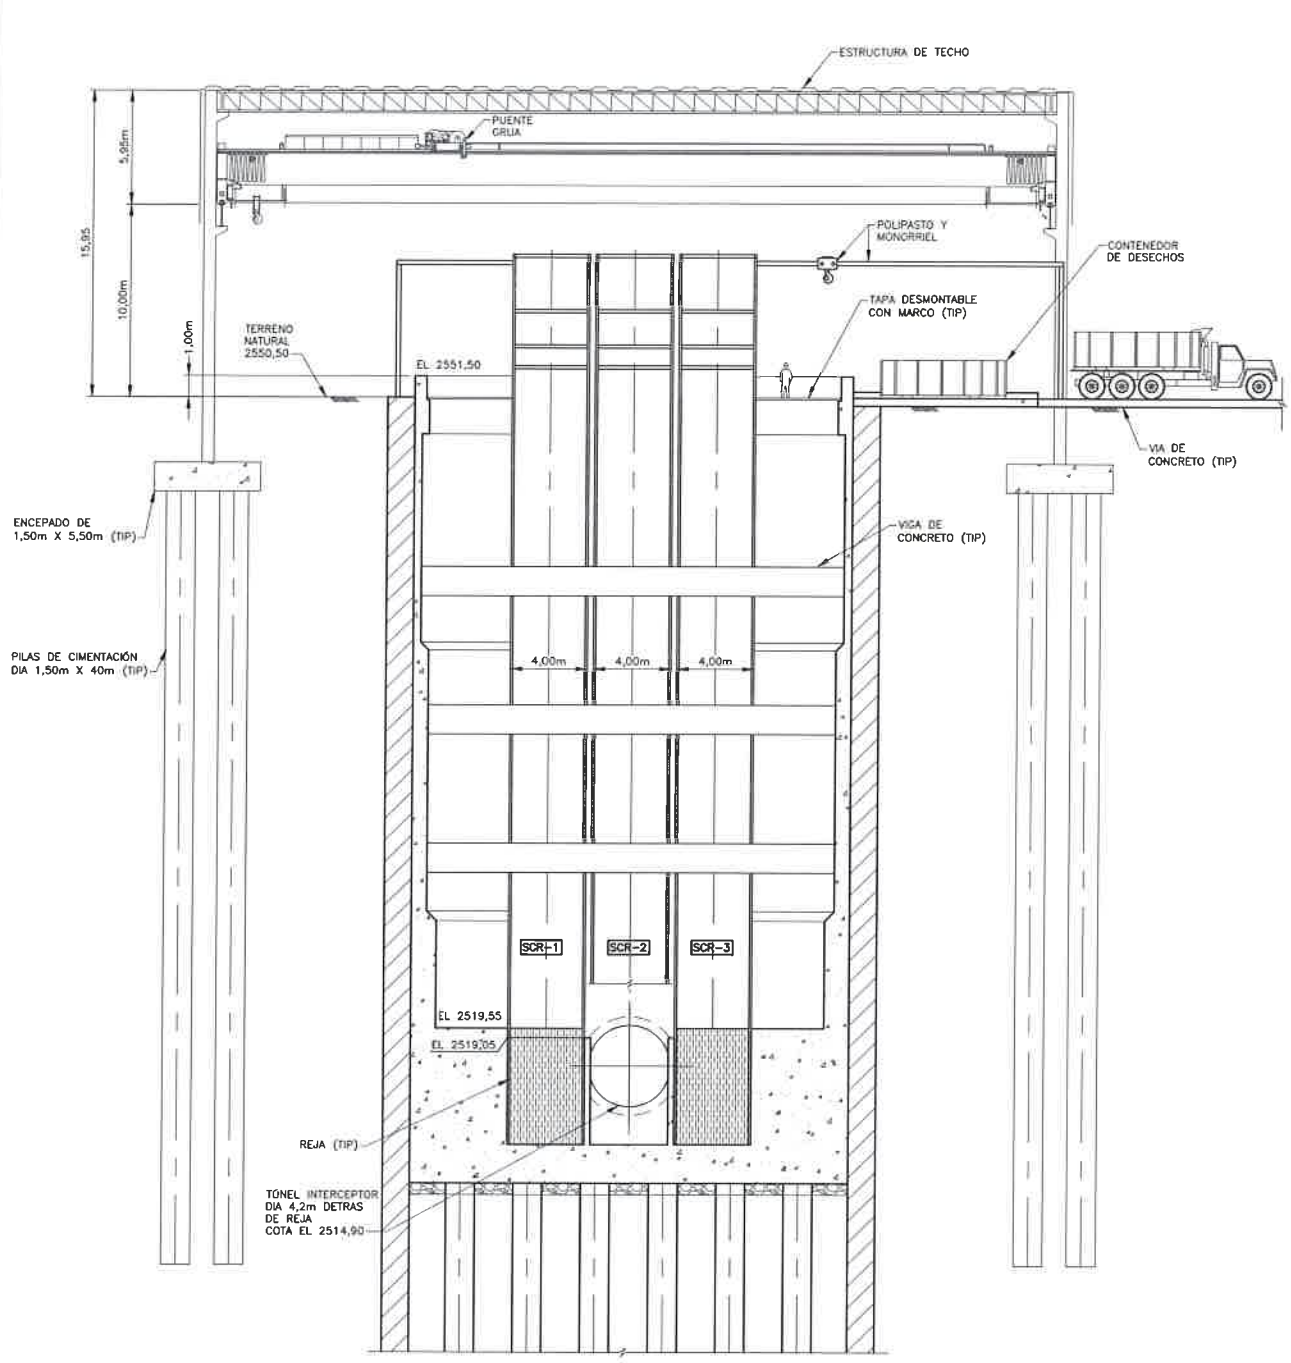 ESTRUCTURA DE TECHO
PUENTE
GRUA
5,95m
15,95
10,00m
1,00m
POLIPASTO Y
MONORRIEL
CONTENEDOR
DE DESECHOS
TAPA DESMONTABLE
CON MARCO (TIP)
TERRENO
NATURAL
2550,50
EL 2551,50
VIA DE
CONCRETO (TIP)
ENCEPADO DE
1,50m X 5,50m (TIP)
VIGA DE
CONCRETO (TIP)
PILAS DE CIMENTACIÓN
DIA 1,50m X 40m (TIP)
4,00m 4,00m 4,00m
SCR-1 SCR-2 SCR-3
EL 2519,55
EL 2519,05
REJA (TIP)
TÚNEL INTERCEPTOR
DIA 4,2m DETRAS
DE REJA
COTA EL 2514,90